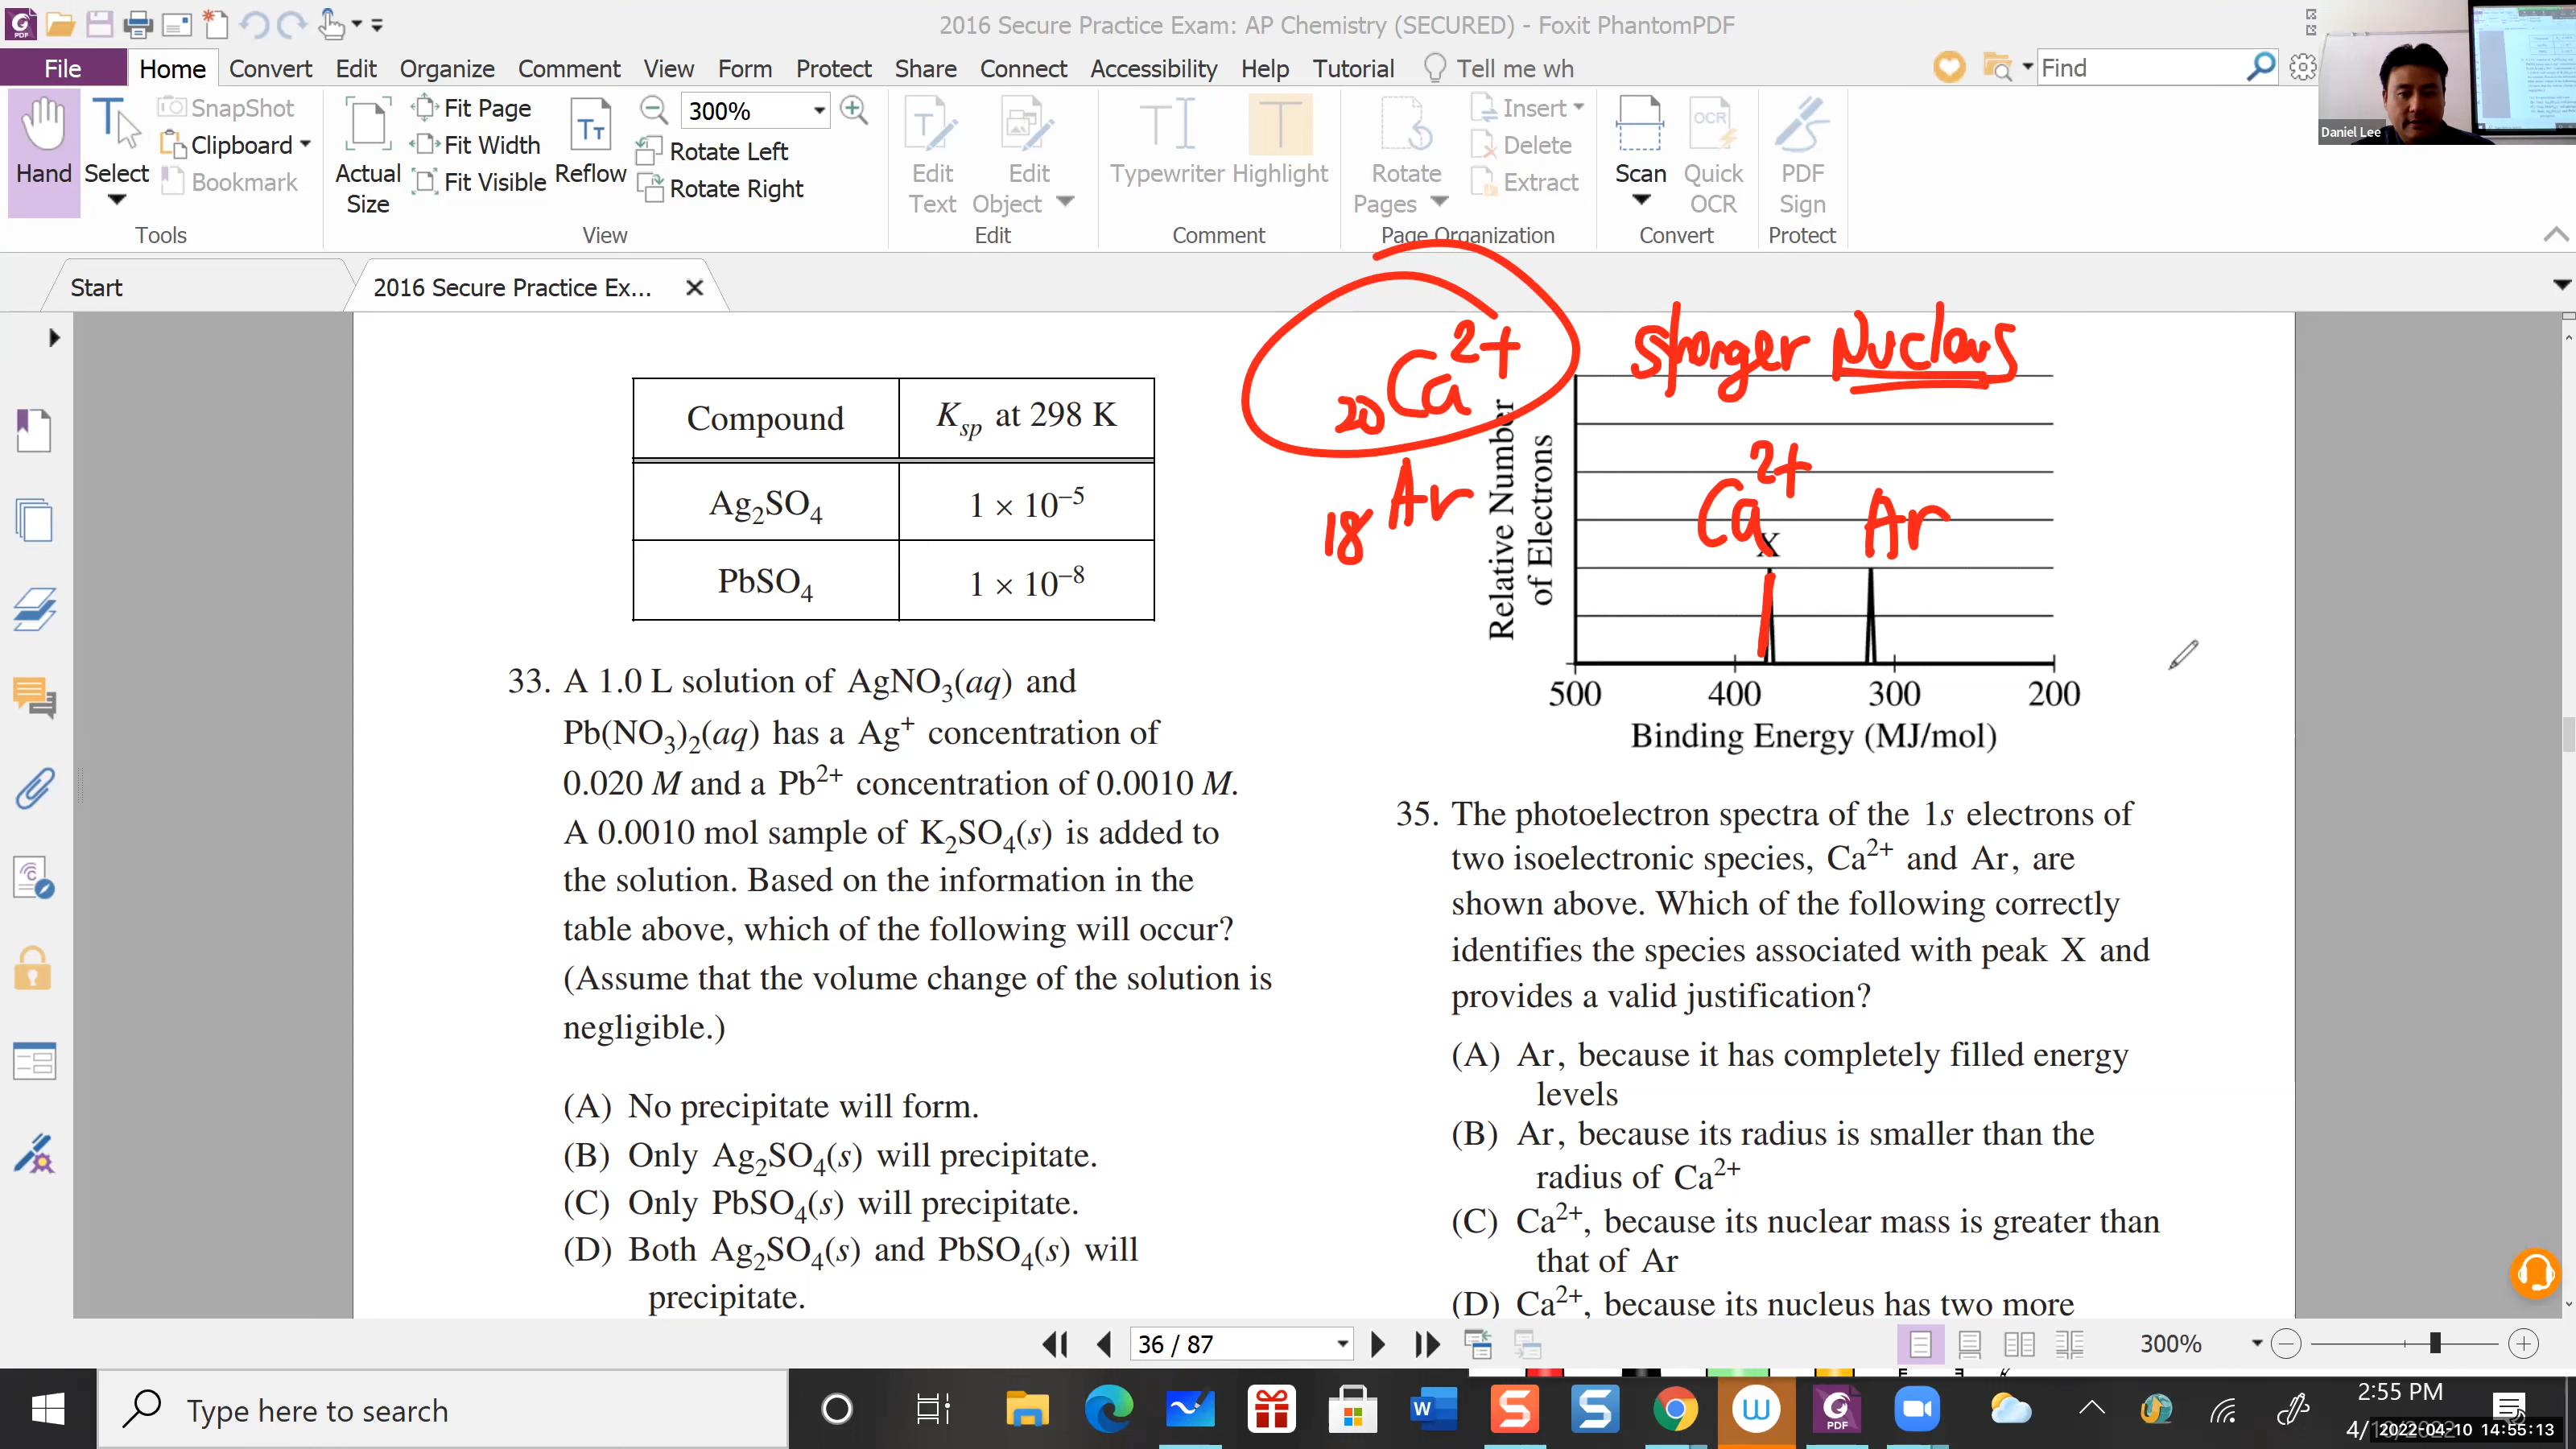 2016 Secure Practice Exam: AP Chemistry (SECURED) - Foxit PhantomPDF
File Home Convert Edit Organize Comment View Form Protect Share Connect Accessibility Help Tutorial Tell me wh Find
Daniel Lee
Hand
Select
SnapShot
Clipboard
Bookmark
Tools
Actual Size
Fit Page
Fit Width
Fit Visible
Reflow
300%
Rotate Left
Rotate Right
View
Edit Text
Edit Object
Edit
Typewriter
Highlight
Comment
Rotate Pages
Insert
Delete
Extract
Page Organization
Scan
Quick OCR
OCR
Convert
PDF Sign
Protect
Start
2016 Secure Practice Ex...
Compound Ksp at 298 K
Ag₂SO₄ 1 × 10⁻⁵
PbSO₄ 1 × 10⁻⁸
33. A 1.0 L solution of AgNO₃(aq) and
Pb(NO₃)₂(aq) has a Ag⁺ concentration of
0.020 M and a Pb²⁺ concentration of 0.0010 M.
A 0.0010 mol sample of K₂SO₄(s) is added to
the solution. Based on the information in the
table above, which of the following will occur?
(Assume that the volume change of the solution is
negligible.)
(A) No precipitate will form.
(B) Only Ag₂SO₄(s) will precipitate.
(C) Only PbSO₄(s) will precipitate.
(D) Both Ag₂SO₄(s) and PbSO₄(s) will
precipitate.
₂₀Ca²⁺
₁₈Ar
stronger Nucleus
Ca²⁺ Ar
X
Relative Number
of Electrons
500 400 300 200
Binding Energy (MJ/mol)
35. The photoelectron spectra of the 1s electrons of
two isoelectronic species, Ca²⁺ and Ar, are
shown above. Which of the following correctly
identifies the species associated with peak X and
provides a valid justification?
(A) Ar, because it has completely filled energy
levels
(B) Ar, because its radius is smaller than the
radius of Ca²⁺
(C) Ca²⁺, because its nuclear mass is greater than
that of Ar
(D) Ca²⁺, because its nucleus has two more
36 / 87
300%
Type here to search
2:55 PM
2022-04-10 14:55:13